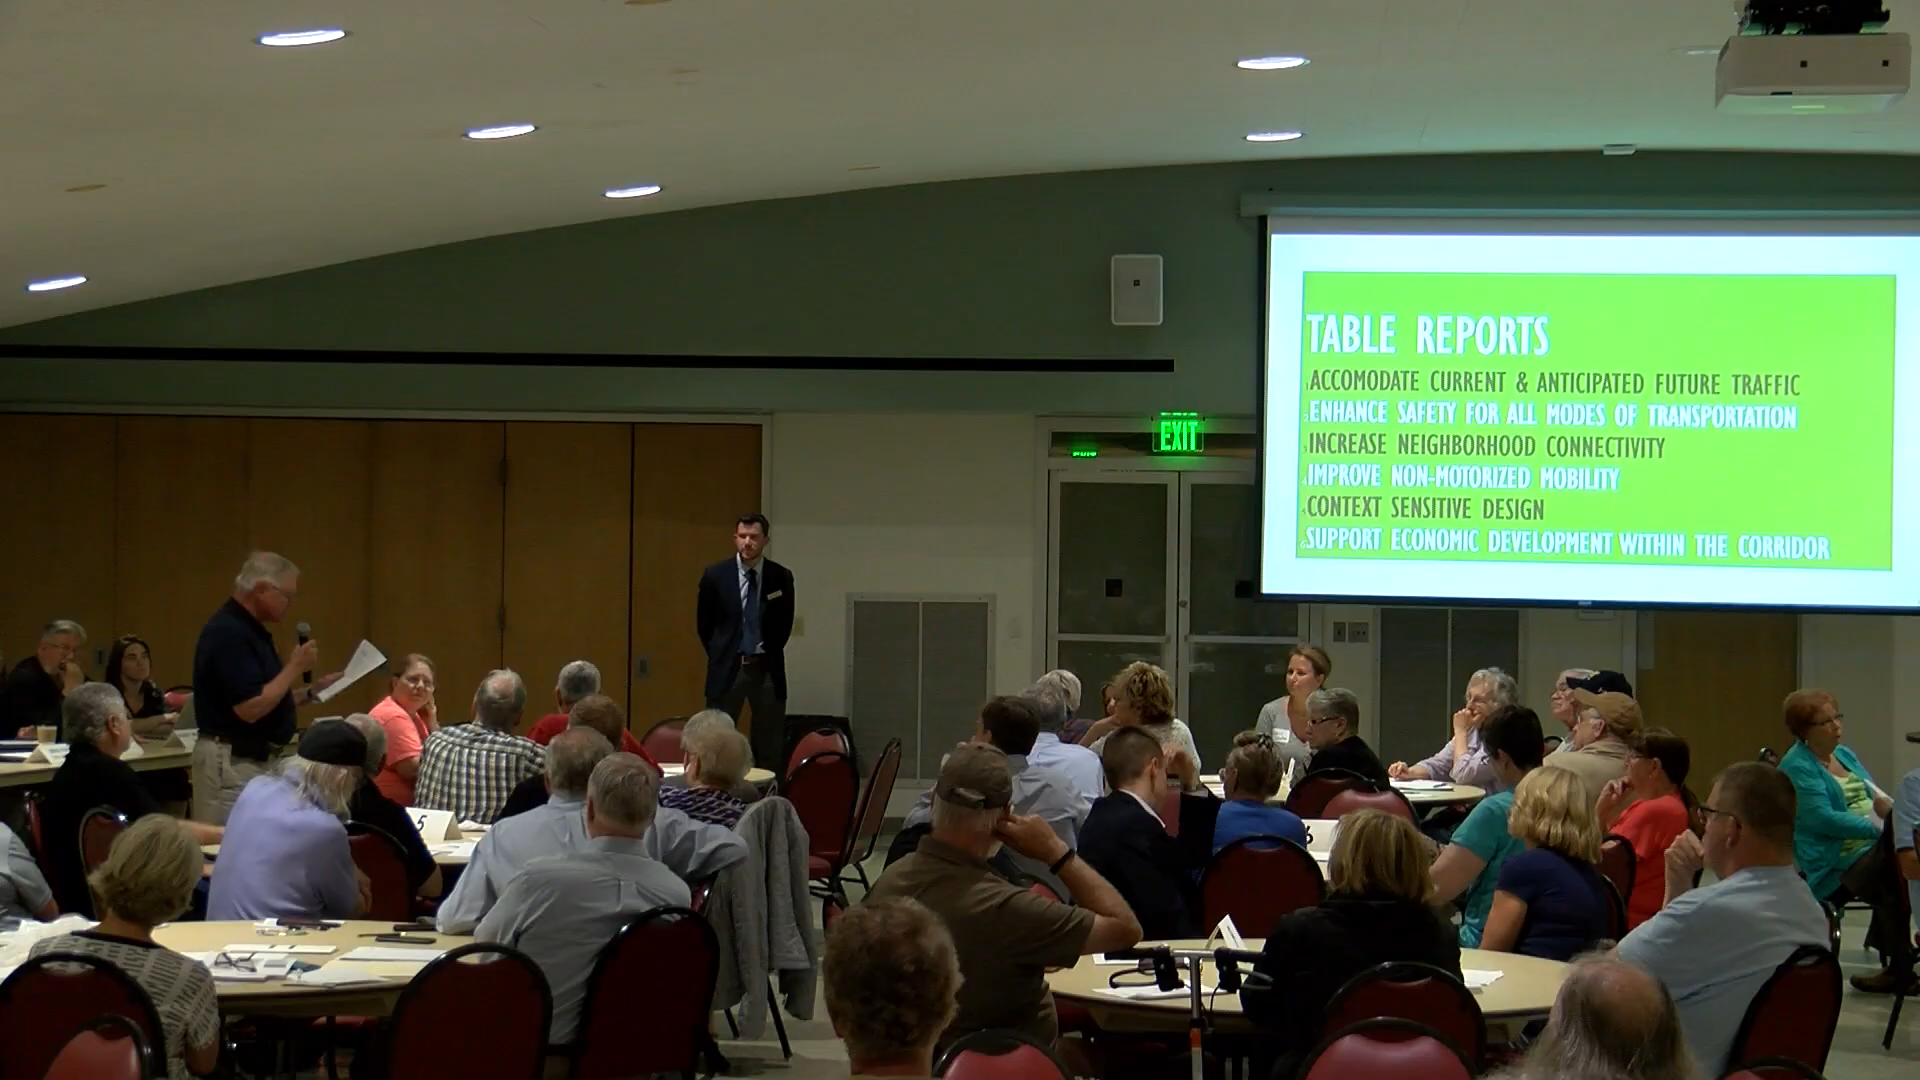 TABLE REPORTS
ACCOMODATE CURRENT & ANTICIPATED FUTURE TRAFFIC
ENHANCE SAFETY FOR ALL MODES OF TRANSPORTATION
INCREASE NEIGHBORHOOD CONNECTIVITY
IMPROVE NON-MOTORIZED MOBILITY
CONTEXT SENSITIVE DESIGN
SUPPORT ECONOMIC DEVELOPMENT WITHIN THE CORRIDOR
EXIT
5
6